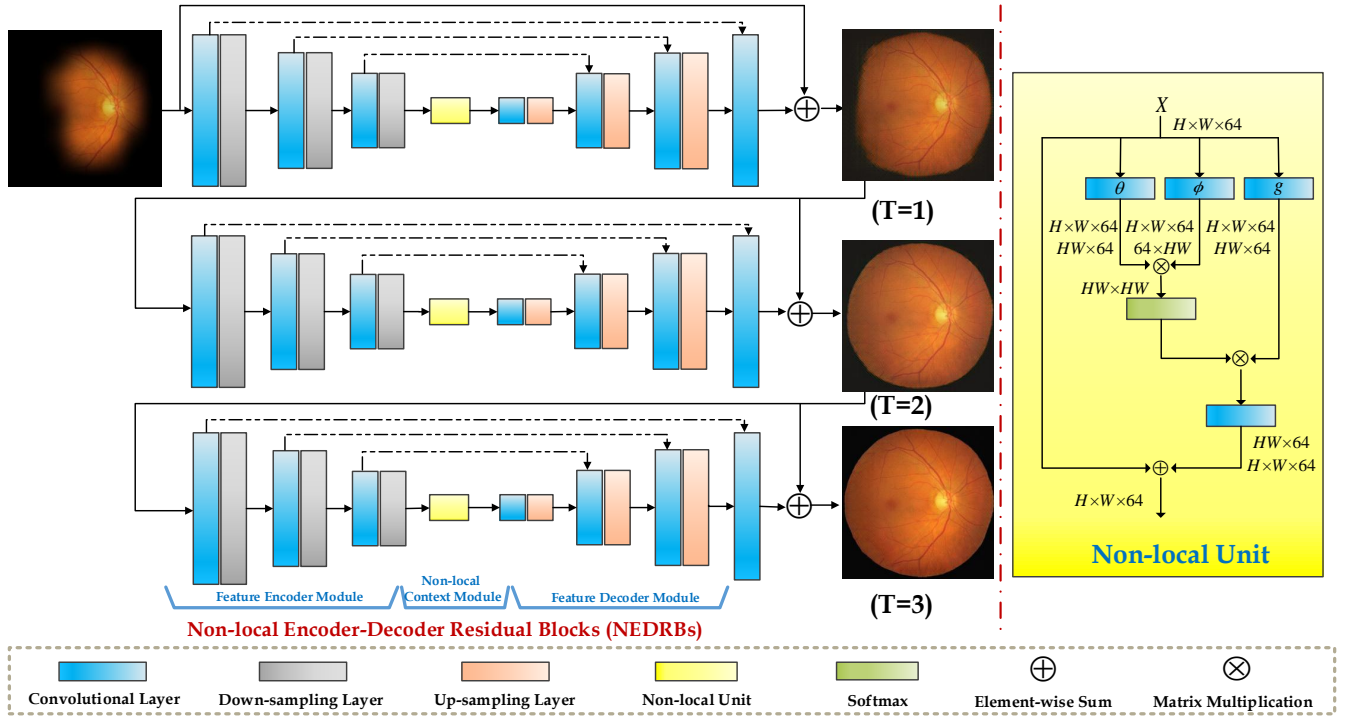 (T=1)
(T=2)
(T=3)
Feature Encoder Module
Non-local
Context Module
Feature Decoder Module
Non-local Encoder-Decoder Residual Blocks (NEDRBs)
X
H×W×64
θ
ϕ
g
H×W×64
HW×64
H×W×64
64×HW
H×W×64
HW×64
⊗
HW×HW
⊗
HW×64
H×W×64
⊕
H×W×64
Non-local Unit
Convolutional Layer
Down-sampling Layer
Up-sampling Layer
Non-local Unit
Softmax
Element-wise Sum
Matrix Multiplication